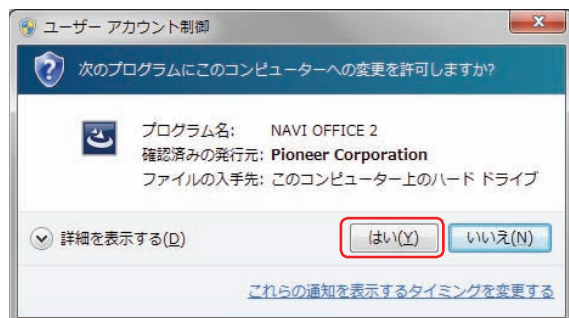 ユーザー アカウント制御
次のプログラムにこのコンピューターへの変更を許可しますか?
プログラム名: NAVI OFFICE 2
確認済みの発行元: Pioneer Corporation
ファイルの入手先: このコンピューター上のハード ドライブ
詳細を表示する(D) はい(Y) いいえ(N)
これらの通知を表示するタイミングを変更する